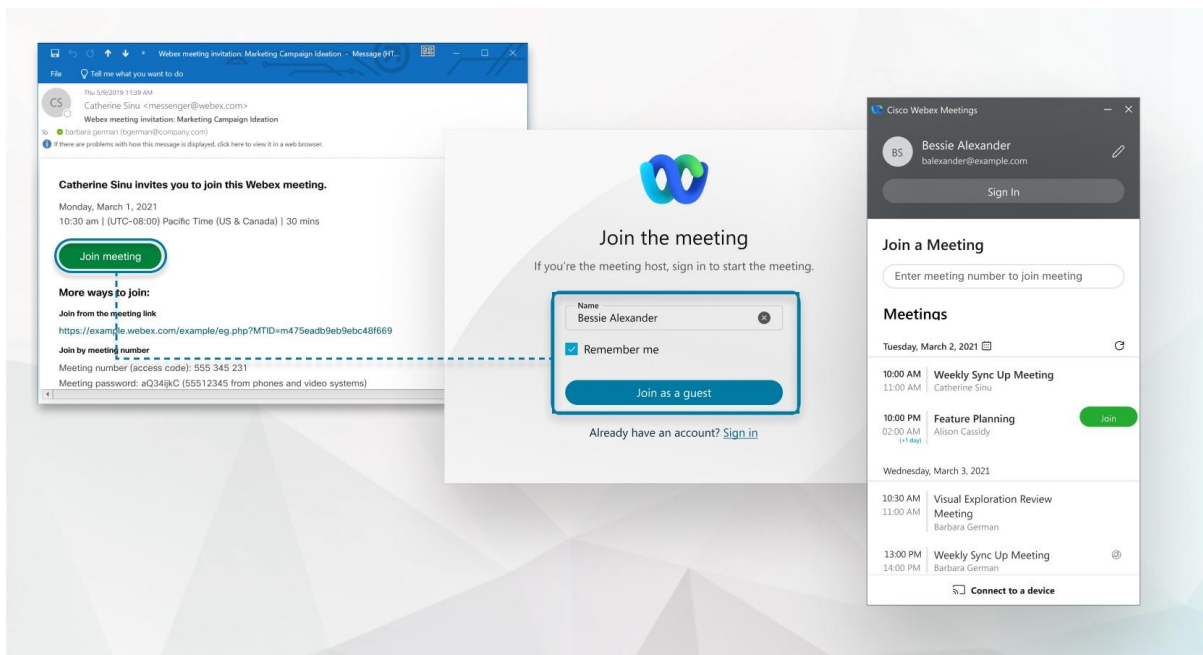 Webex meeting invitation: Marketing Campaign Ideation - Message (HT...
File Tell me what you want to do
Thu 5/9/2019 11:39 AM
CS
Catherine Sinu <messenger@webex.com>
Webex meeting invitation: Marketing Campaign Ideation
To barbara german (bgerman@company.com)
If there are problems with how this message is displayed, click here to view it in a web browser.
Catherine Sinu invites you to join this Webex meeting.
Monday, March 1, 2021
10:30 am | (UTC-08:00) Pacific Time (US & Canada) | 30 mins
Join meeting
More ways to join:
Join from the meeting link
https://example.webex.com/example/eg.php?MTID=m475eadb9eb9ebc48f669
Join by meeting number
Meeting number (access code): 555 345 231
Meeting password: aQ34ijkC (55512345 from phones and video systems)
Join the meeting
If you're the meeting host, sign in to start the meeting.
Name
Bessie Alexander
Remember me
Join as a guest
Already have an account? Sign in
Cisco Webex Meetings
BS
Bessie Alexander
balexander@example.com
Sign In
Join a Meeting
Enter meeting number to join meeting
Meetings
Tuesday, March 2, 2021
10:00 AM Weekly Sync Up Meeting
11:00 AM Catherine Sinu
10:00 PM Feature Planning Join
02:00 AM Alison Cassidy
(+1 day)
Wednesday, March 3, 2021
10:30 AM Visual Exploration Review
11:00 AM Meeting
Barbara German
13:00 PM Weekly Sync Up Meeting
14:00 PM Barbara German
Connect to a device